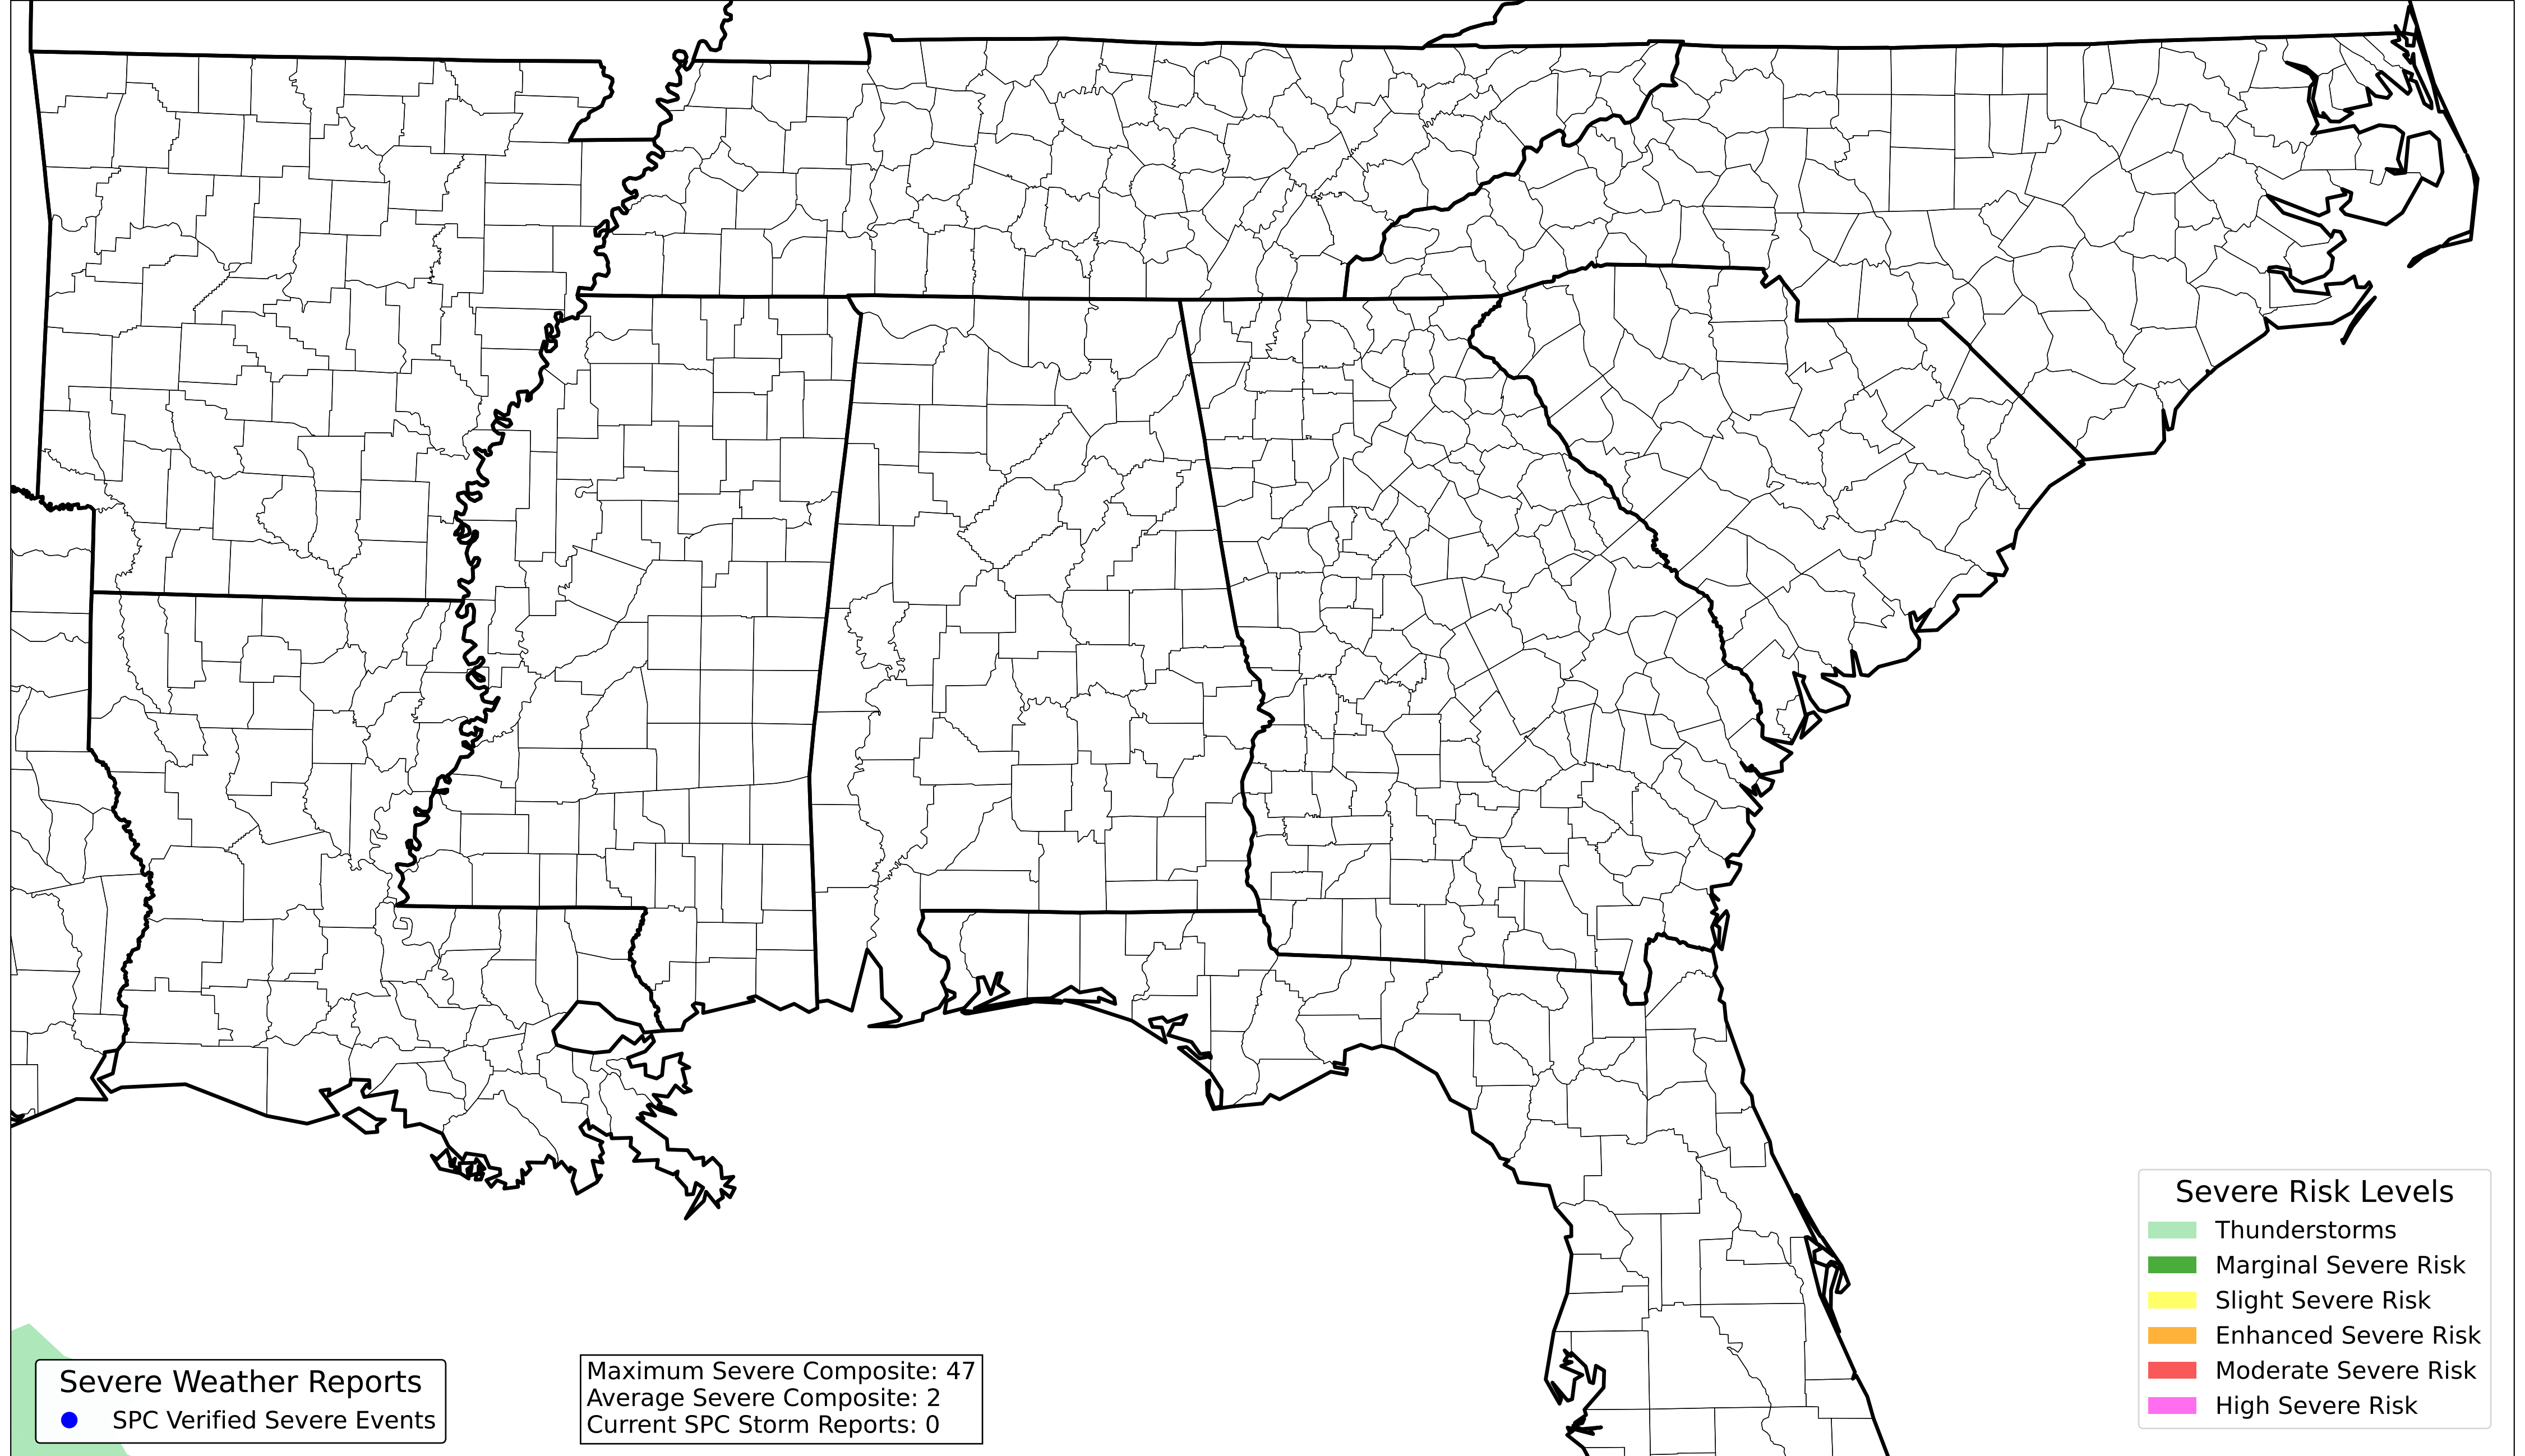 Severe Weather Reports
SPC Verified Severe Events
Maximum Severe Composite: 47
Average Severe Composite: 2
Current SPC Storm Reports: 0
Severe Risk Levels
Thunderstorms
Marginal Severe Risk
Slight Severe Risk
Enhanced Severe Risk
Moderate Severe Risk
High Severe Risk